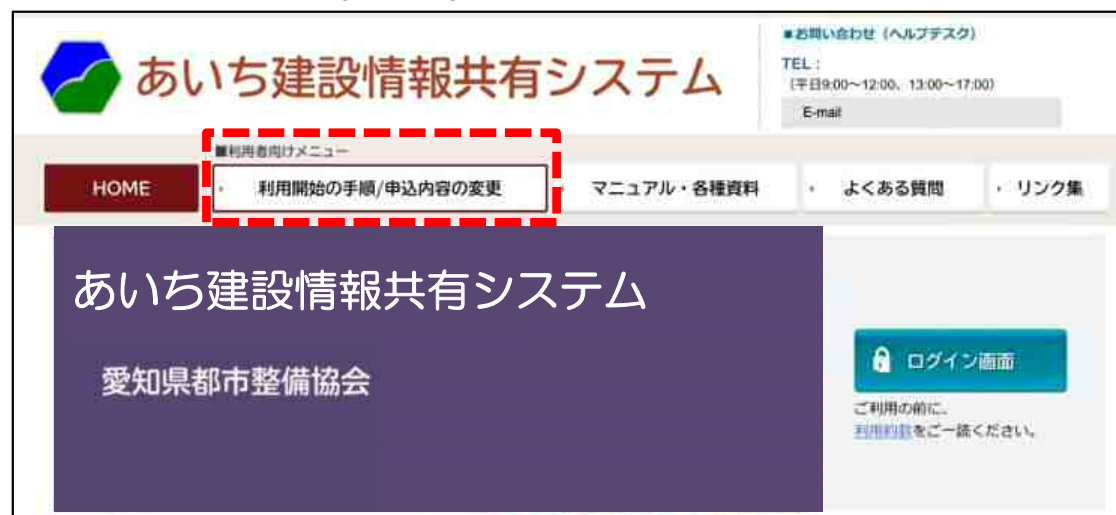 あいち建設情報共有システム
■お問い合わせ（ヘルプデスク）
TEL：
（平日9:00～12:00、13:00～17:00）
E-mail
■利用者向けメニュー
HOME
利用開始の手順/申込内容の変更
マニュアル・各種資料
よくある質問
リンク集
あいち建設情報共有システム
愛知県都市整備協会
ログイン画面
ご利用の前に、
利用約款をご一読ください。